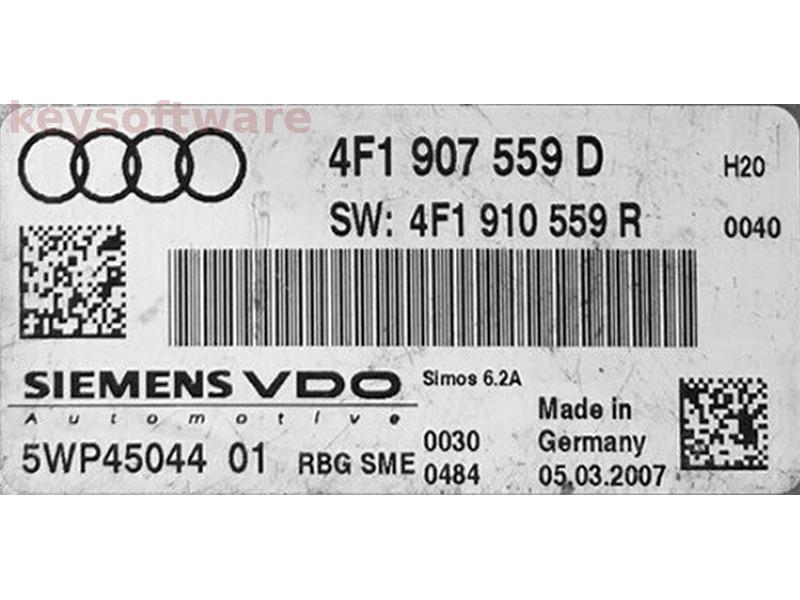 keysoftware
4F1 907 559 D
H20
SW: 4F1 910 559 R
0040
SIEMENS VDO
Automotive
Simos 6.2A
5WP45044 01
RBG SME
0030
0484
Made in
Germany
05.03.2007